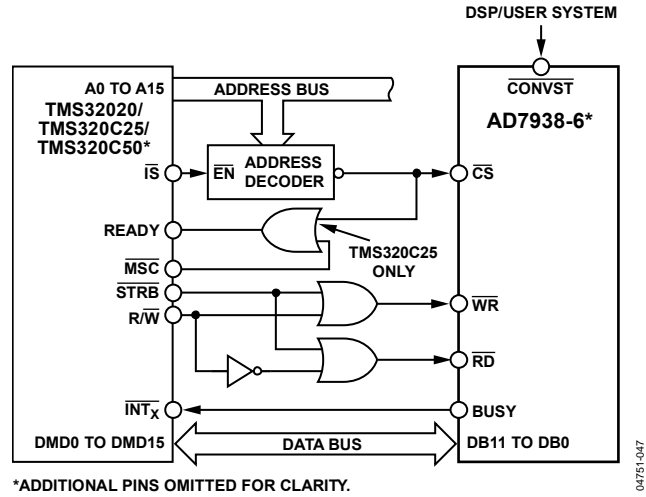 DSP/USER SYSTEM
A0 TO A15
ADDRESS BUS
CONVST
TMS32020/
TMS320C25/
TMS320C50*
AD7938-6*
IS
EN
ADDRESS
DECODER
CS
READY
TMS320C25
ONLY
MSC
STRB
R/W
WR
RD
INTX
BUSY
DMD0 TO DMD15
DATA BUS
DB11 TO DB0
*ADDITIONAL PINS OMITTED FOR CLARITY.
04751-047